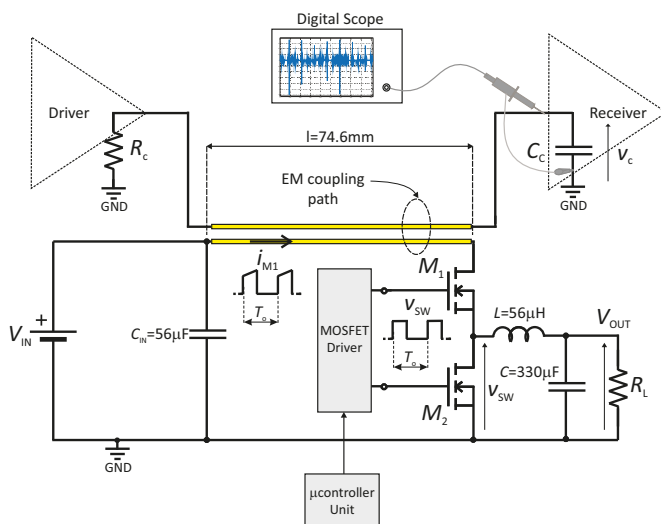 Digital Scope
Driver
R_c
GND
l=74.6mm
EM coupling
path
Receiver
C_C
v_c
GND
i_M1
T_o
V_IN
+
C_IN=56µF
MOSFET
Driver
M_1
v_SW
T_o
M_2
L=56µH
V_OUT
C=330µF
v_SW
R_L
GND
µcontroller
Unit